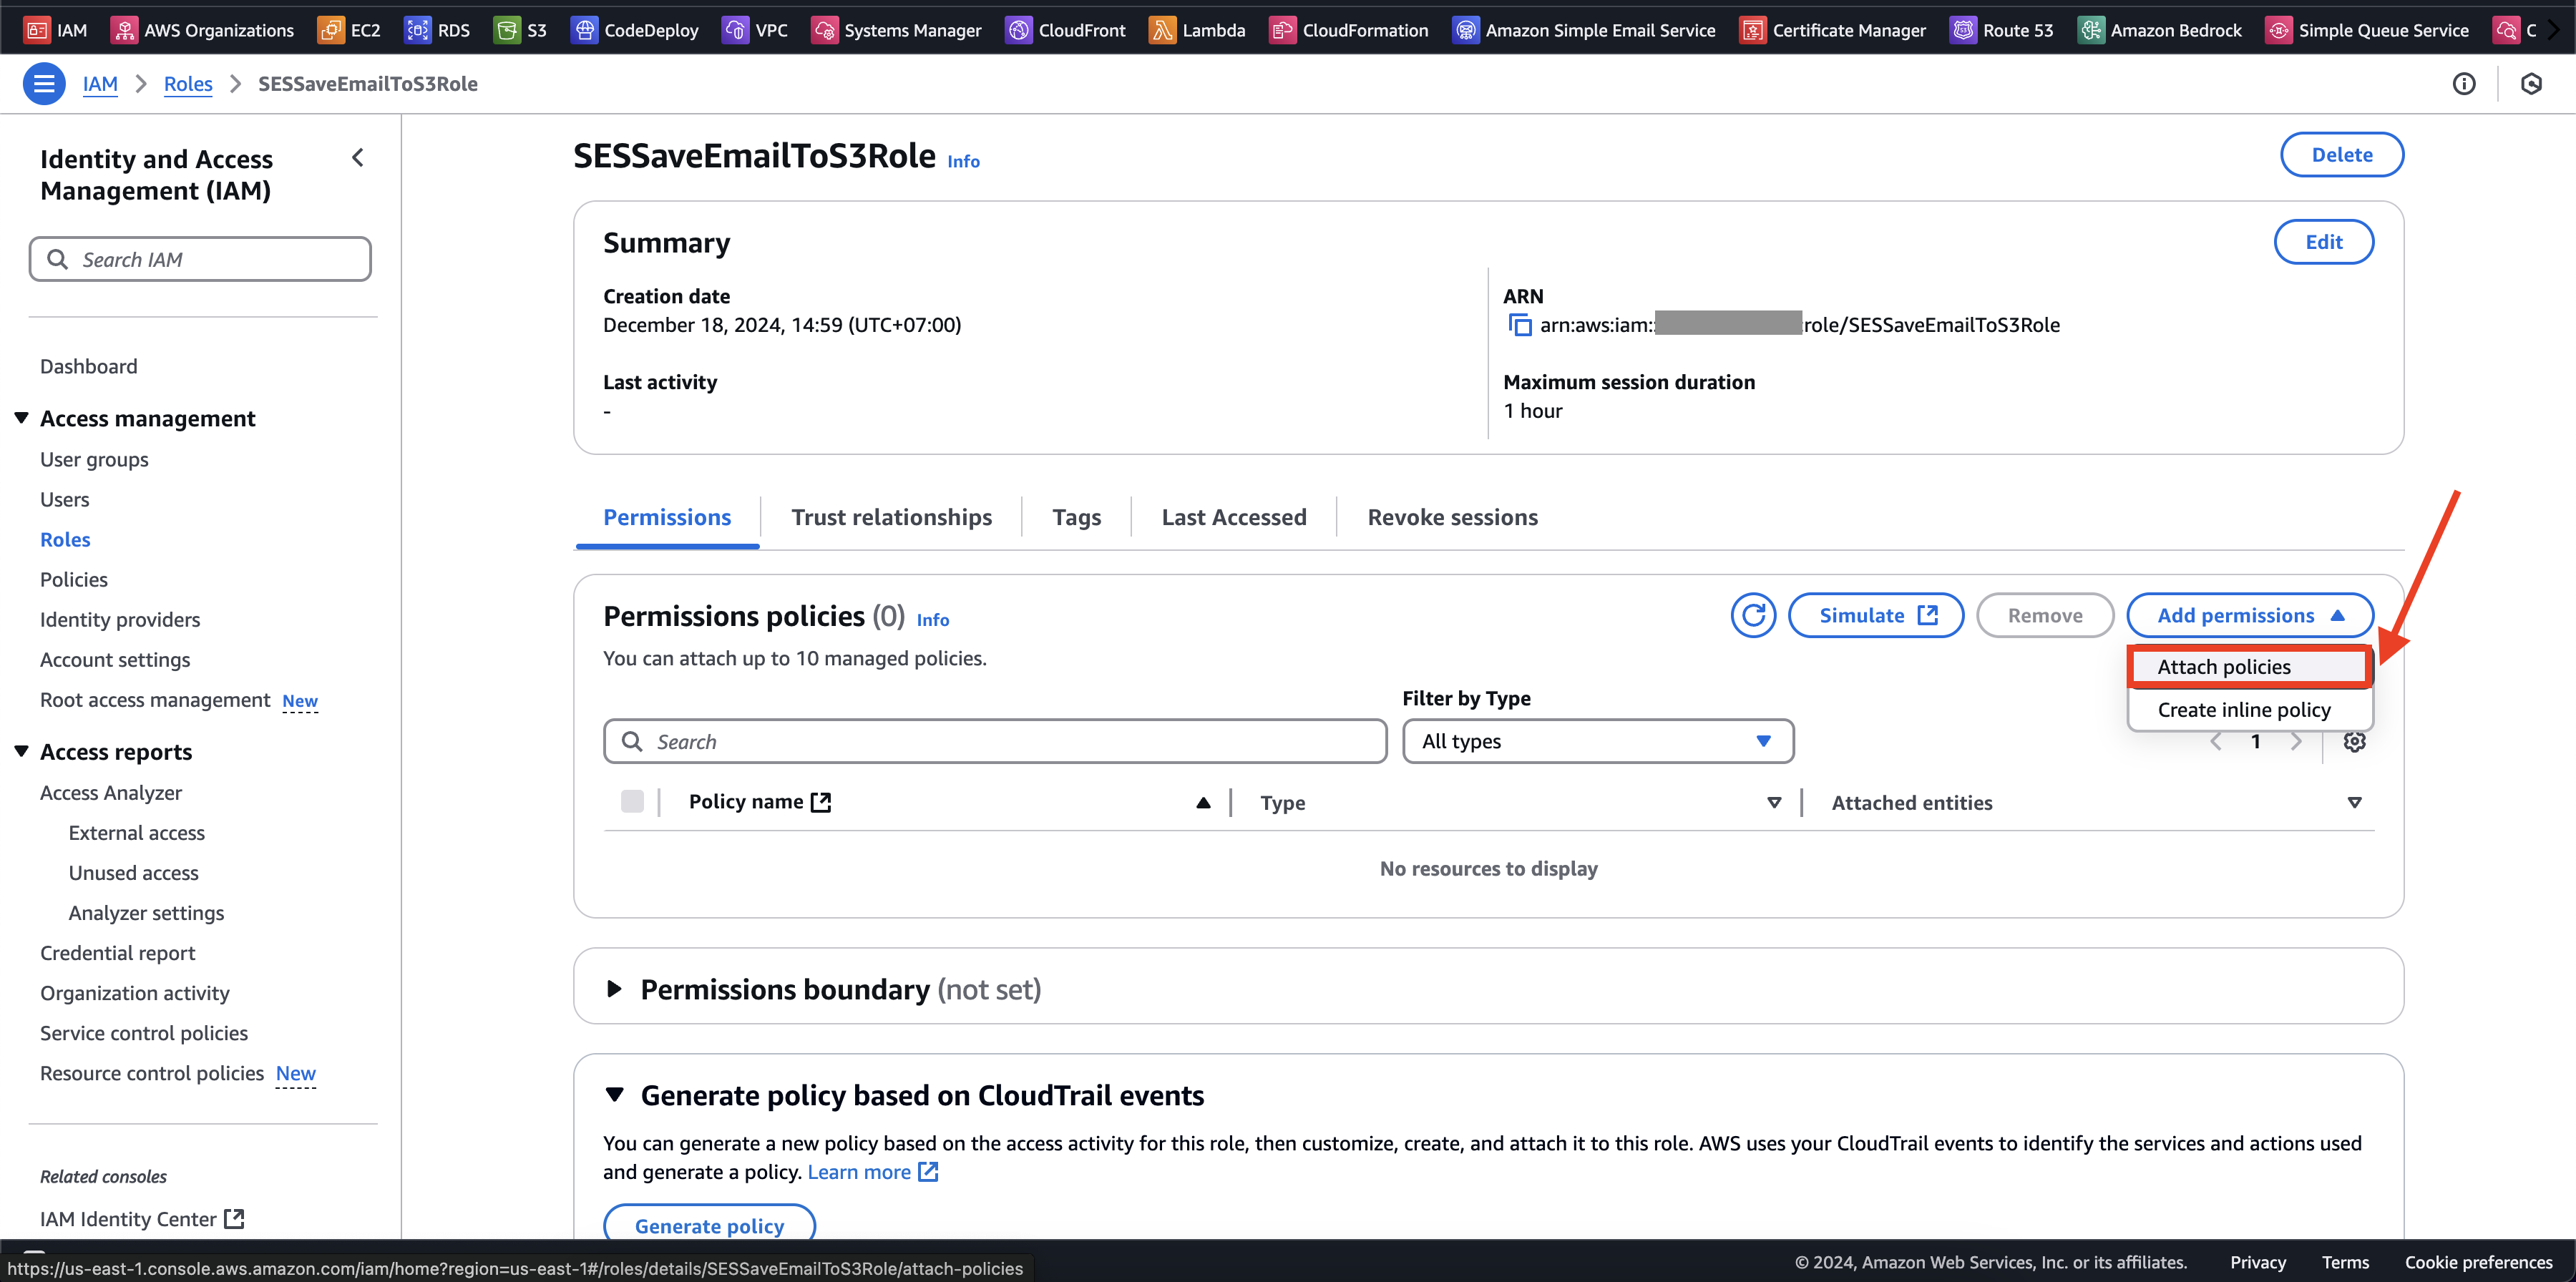 IAM AWS Organizations EC2 RDS S3 CodeDeploy VPC Systems Manager CloudFront Lambda CloudFormation Amazon Simple Email Service Certificate Manager Route 53 Amazon Bedrock Simple Queue Service C
IAM > Roles > SESSaveEmailToS3Role
Identity and Access
Management (IAM)
Search IAM
Dashboard
Access management
User groups
Users
Roles
Policies
Identity providers
Account settings
Root access management New
Access reports
Access Analyzer
External access
Unused access
Analyzer settings
Credential report
Organization activity
Service control policies
Resource control policies New
Related consoles
IAM Identity Center
SESSaveEmailToS3Role Info
Delete
Summary
Edit
Creation date
December 18, 2024, 14:59 (UTC+07:00)
ARN
arn:aws:iam: role/SESSaveEmailToS3Role
Last activity
-
Maximum session duration
1 hour
Permissions Trust relationships Tags Last Accessed Revoke sessions
Permissions policies (0) Info
Simulate Remove Add permissions
You can attach up to 10 managed policies.
Attach policies
Create inline policy
Filter by Type
Search
All types
1
Policy name Type Attached entities
No resources to display
Permissions boundary (not set)
Generate policy based on CloudTrail events
You can generate a new policy based on the access activity for this role, then customize, create, and attach it to this role. AWS uses your CloudTrail events to identify the services and actions used
and generate a policy. Learn more
Generate policy
https://us-east-1.console.aws.amazon.com/iam/home?region=us-east-1#/roles/details/SESSaveEmailToS3Role/attach-policies
© 2024, Amazon Web Services, Inc. or its affiliates. Privacy Terms Cookie preferences